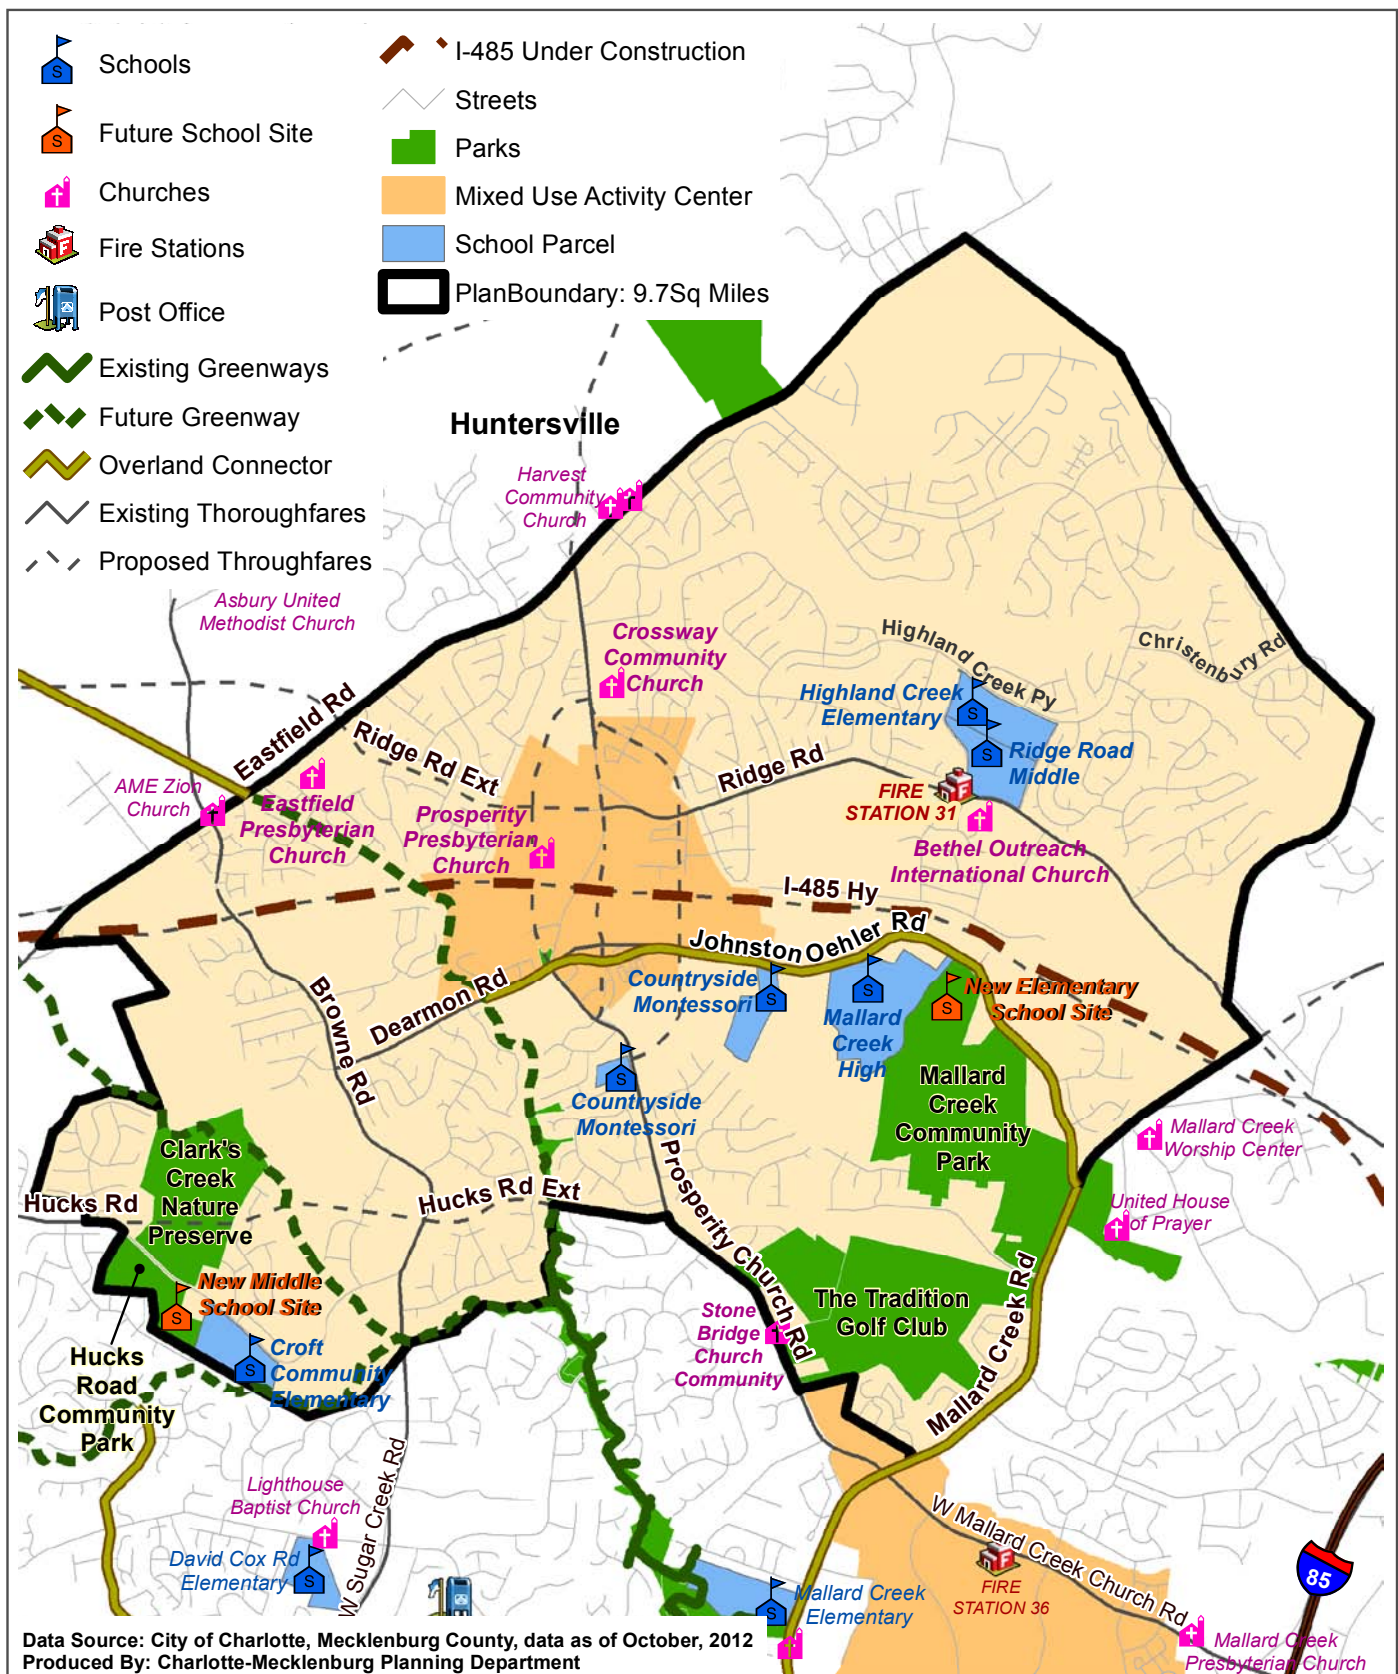 Schools
Future School Site
Churches
Fire Stations
Post Office
Existing Greenways
Future Greenway
Overland Connector
Existing Thoroughfares
Proposed Throughfares
I-485 Under Construction
Streets
Parks
Mixed Use Activity Center
School Parcel
PlanBoundary: 9.7Sq Miles
Huntersville
Harvest
Community
Church
Asbury United
Methodist Church
Crossway
Community
Church
Highland Creek Py
Christenbury Rd
Highland Creek
Elementary
Ridge Road
Middle
Eastfield Rd
Ridge Rd Ext
Ridge Rd
AME Zion
Church
Eastfield
Presbyterian
Church
Prosperity
Presbyterian
Church
FIRE
STATION 31
Bethel Outreach
International Church
I-485 Hy
Johnston Oehler Rd
Countryside
Montessori
Mallard
Creek
High
New Elementary
School Site
Browne Rd
Dearmon Rd
Countryside
Montessori
Mallard
Creek
Community
Park
Mallard Creek
Worship Center
Clark's
Creek
Nature
Preserve
Hucks Rd
Hucks Rd Ext
Prosperity Church Rd
United House
of Prayer
New Middle
School Site
Stone
Bridge
Church
Community
The Tradition
Golf Club
Mallard Creek Rd
Croft
Community
Elementary
Hucks
Road
Community
Park
Lighthouse
Baptist Church
W Sugar Creek Rd
David Cox Rd
Elementary
Mallard Creek
Elementary
W Mallard Creek Church Rd
FIRE
STATION 36
85
Mallard Creek
Presbyterian Church
Data Source: City of Charlotte, Mecklenburg County, data as of October, 2012
Produced By: Charlotte-Mecklenburg Planning Department